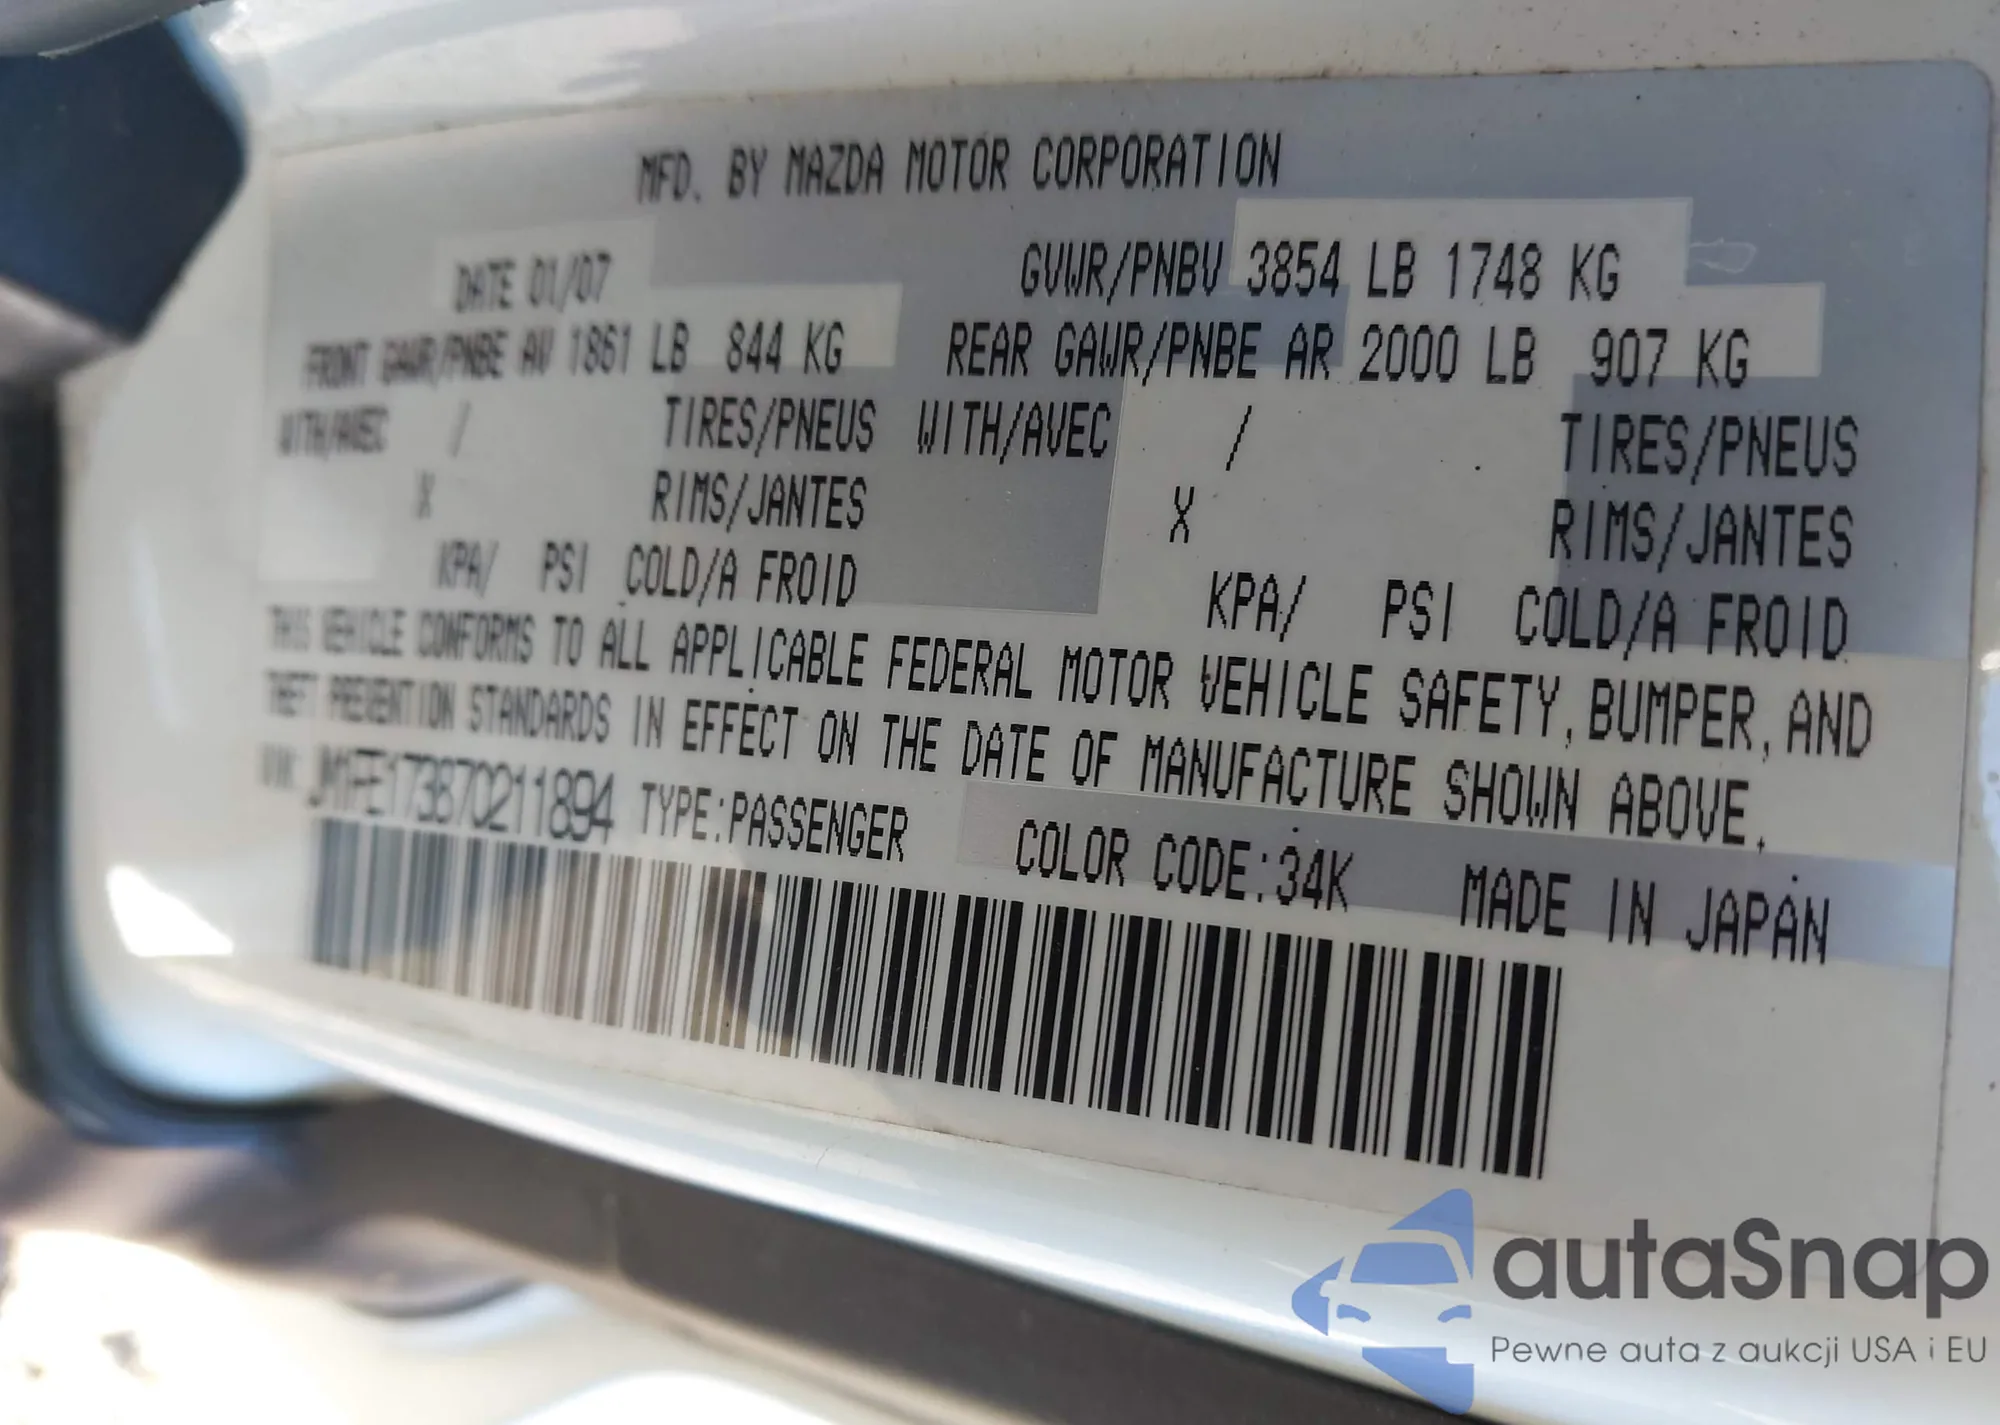 MFD. BY MAZDA MOTOR CORPORATION
DATE 01/07 GVWR/PNBV 3854 LB 1748 KG
FRONT GAWR/PNBE AV 1861 LB 844 KG REAR GAWR/PNBE AR 2000 LB 907 KG
WITH/AVEC / TIRES/PNEUS WITH/AVEC / TIRES/PNEUS
X RIMS/JANTES X RIMS/JANTES
KPA/ PSI COLD/A FROID KPA/ PSI COLD/A FROID
THIS VEHICLE CONFORMS TO ALL APPLICABLE FEDERAL MOTOR VEHICLE SAFETY, BUMPER, AND
THEFT PREVENTION STANDARDS IN EFFECT ON THE DATE OF MANUFACTURE SHOWN ABOVE.
VIN: JM1FE173870211894 TYPE:PASSENGER COLOR CODE:34K MADE IN JAPAN
autaSnap
Pewne auta z aukcji USA i EU